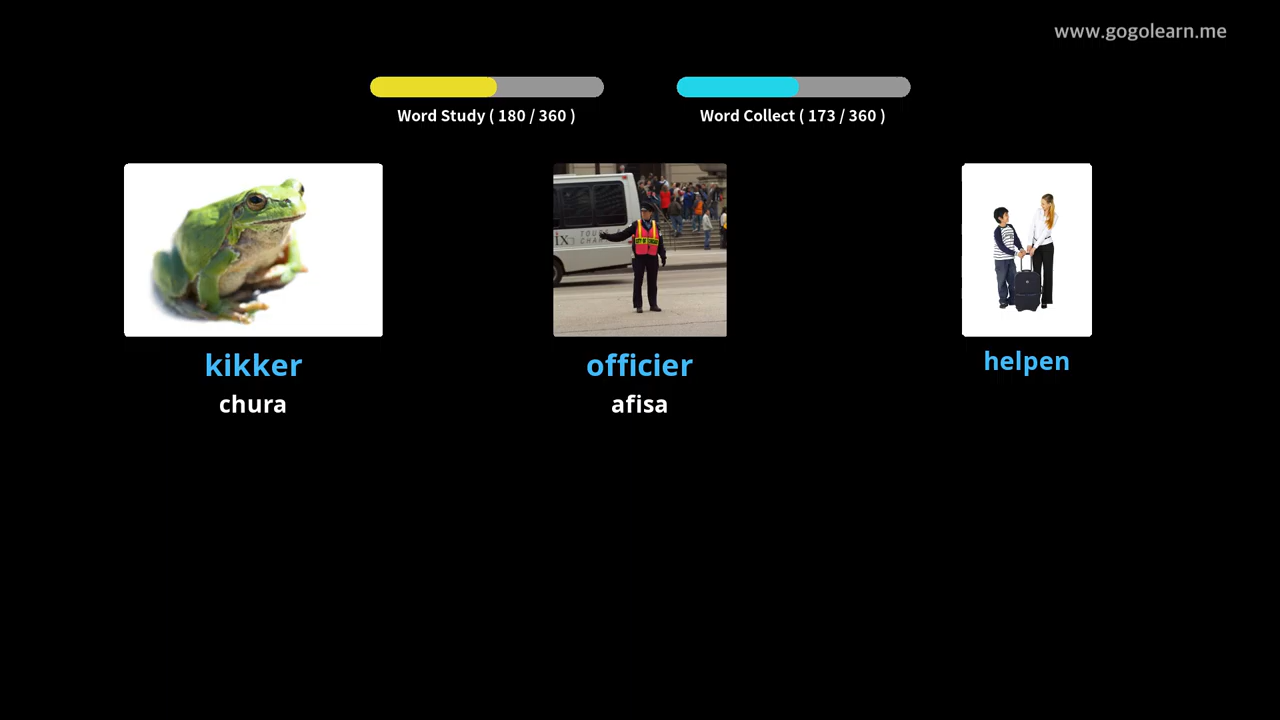 www.gogolearn.me
Word Study ( 180 / 360 )
Word Collect ( 173 / 360 )
kikker
officier
helpen
chura
afisa